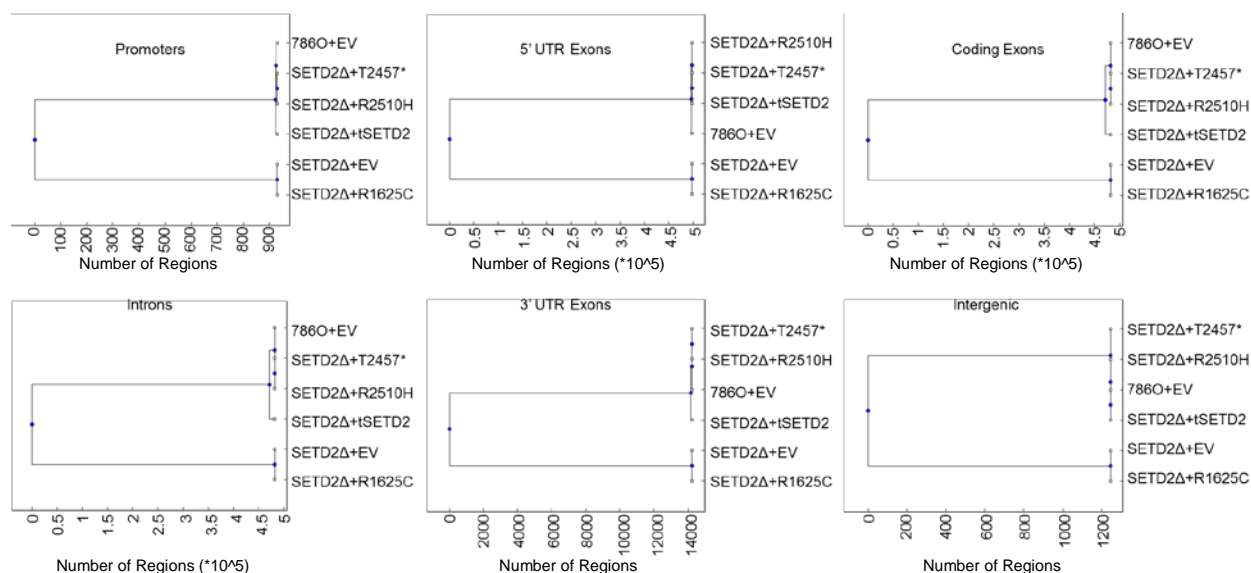 Promoters
786O+EV
SETD2Δ+T2457*
SETD2Δ+R2510H
SETD2Δ+tSETD2
SETD2Δ+EV
SETD2Δ+R1625C
0 100 200 300 400 500 600 700 800 900
Number of Regions
5' UTR Exons
SETD2Δ+R2510H
SETD2Δ+T2457*
SETD2Δ+tSETD2
786O+EV
SETD2Δ+EV
SETD2Δ+R1625C
0 0.5 1 1.5 2 2.5 3 3.5 4 4.5 5
Number of Regions (*10^5)
Coding Exons
786O+EV
SETD2Δ+T2457*
SETD2Δ+R2510H
SETD2Δ+tSETD2
SETD2Δ+EV
SETD2Δ+R1625C
0 0.5 1 1.5 2 2.5 3 3.5 4 4.5 5
Number of Regions (*10^5)
Introns
786O+EV
SETD2Δ+T2457*
SETD2Δ+R2510H
SETD2Δ+tSETD2
SETD2Δ+EV
SETD2Δ+R1625C
0 0.5 1 1.5 2 2.5 3 3.5 4 4.5 5
Number of Regions (*10^5)
3' UTR Exons
SETD2Δ+T2457*
SETD2Δ+R2510H
786O+EV
SETD2Δ+tSETD2
SETD2Δ+EV
SETD2Δ+R1625C
0 2000 4000 6000 8000 10000 12000 14000
Number of Regions
Intergenic
SETD2Δ+T2457*
SETD2Δ+R2510H
786O+EV
SETD2Δ+tSETD2
SETD2Δ+EV
SETD2Δ+R1625C
0 200 400 600 800 1000 1200
Number of Regions